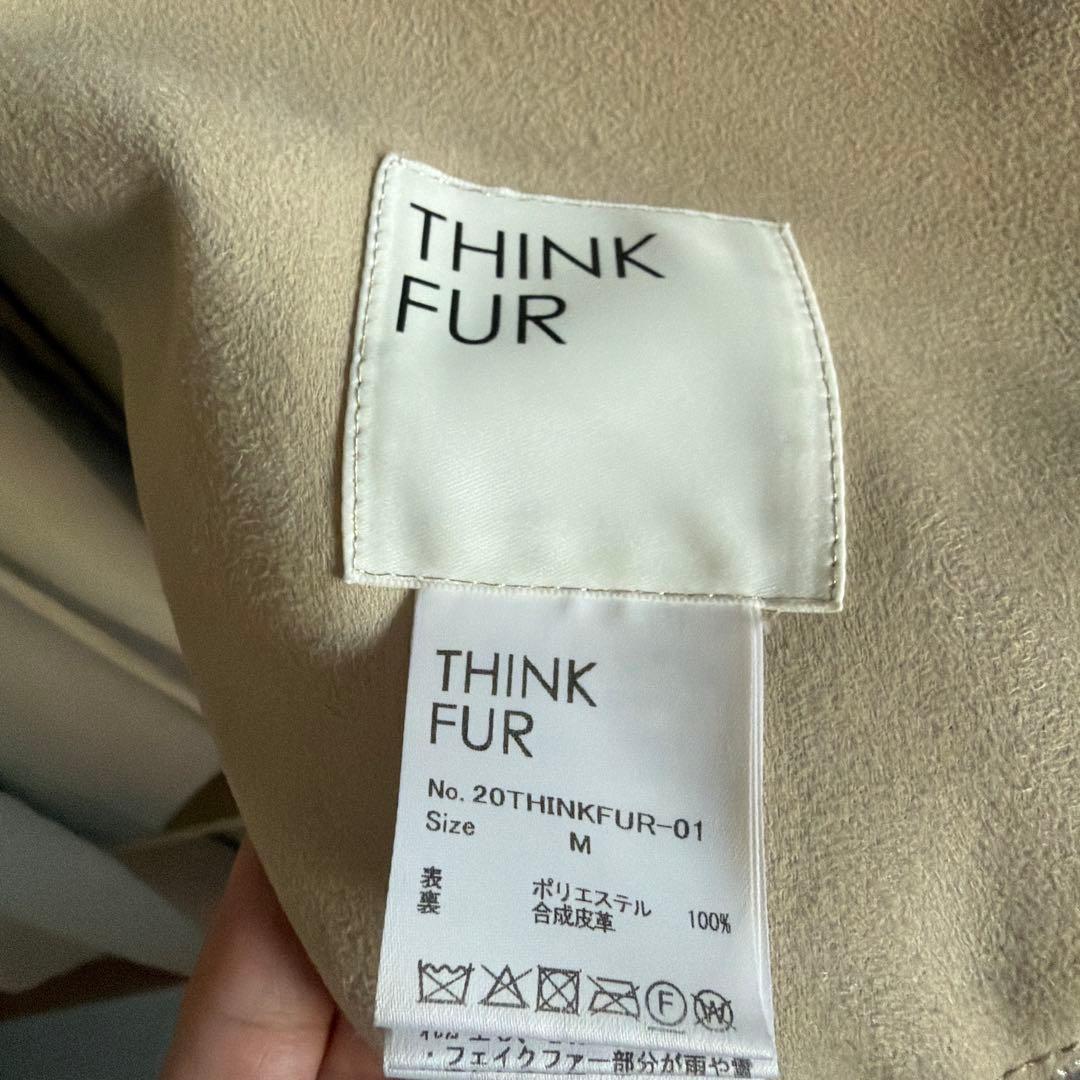 THINK
FUR
THINK
FUR
No. 20THINKFUR-01
Size M
表 ポリエステル 100%
裏 合成皮革
F W
・フェイクファー部分が雨や雪